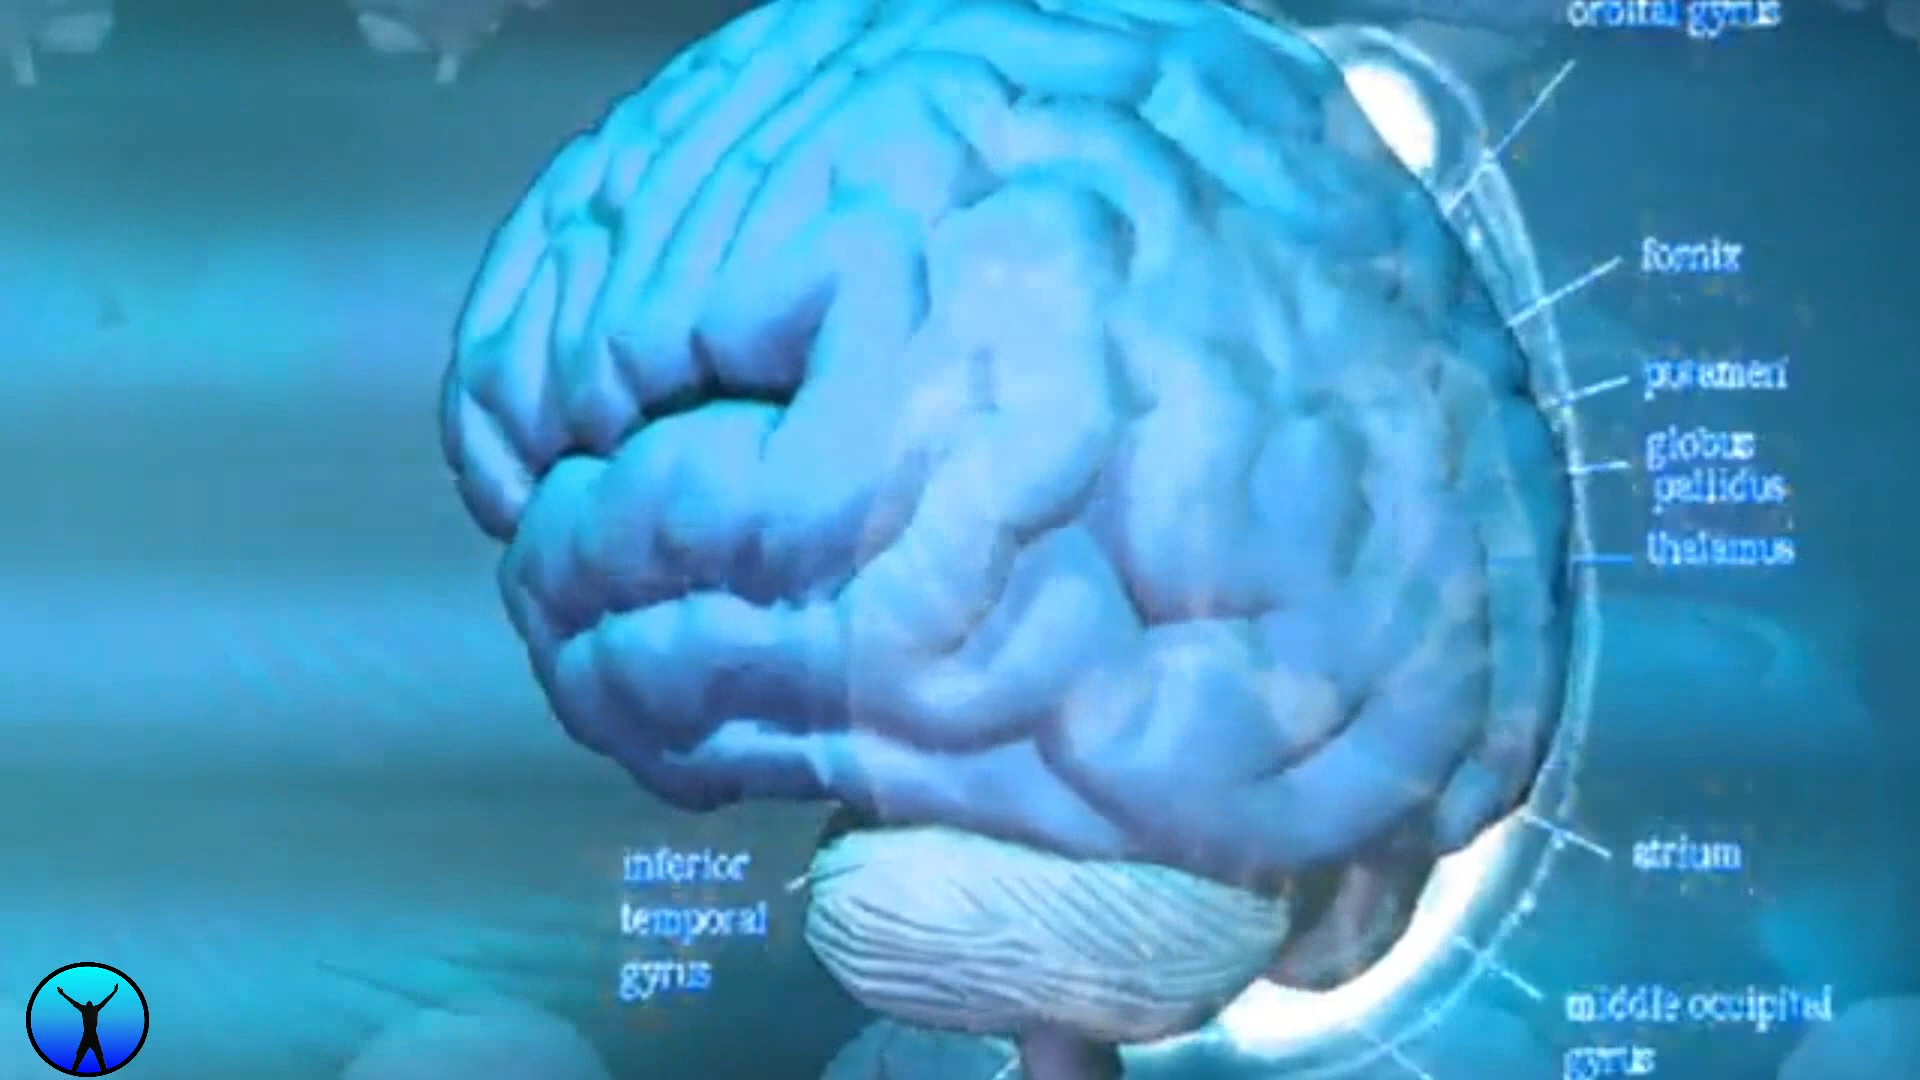 orbital gyrus
fornix
putamen
globus
pallidus
thalamus
inferior
temporal
gyrus
atrium
middle occipital
gyrus